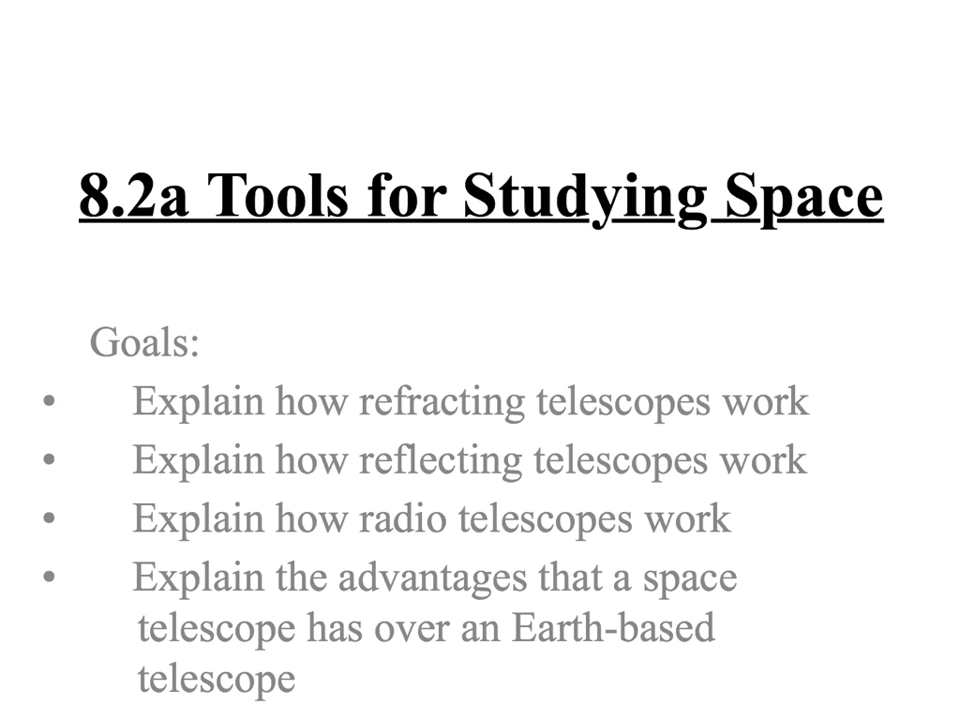 8.2a Tools for Studying Space
Goals:
• Explain how refracting telescopes work
• Explain how reflecting telescopes work
• Explain how radio telescopes work
• Explain the advantages that a space
telescope has over an Earth-based
telescope